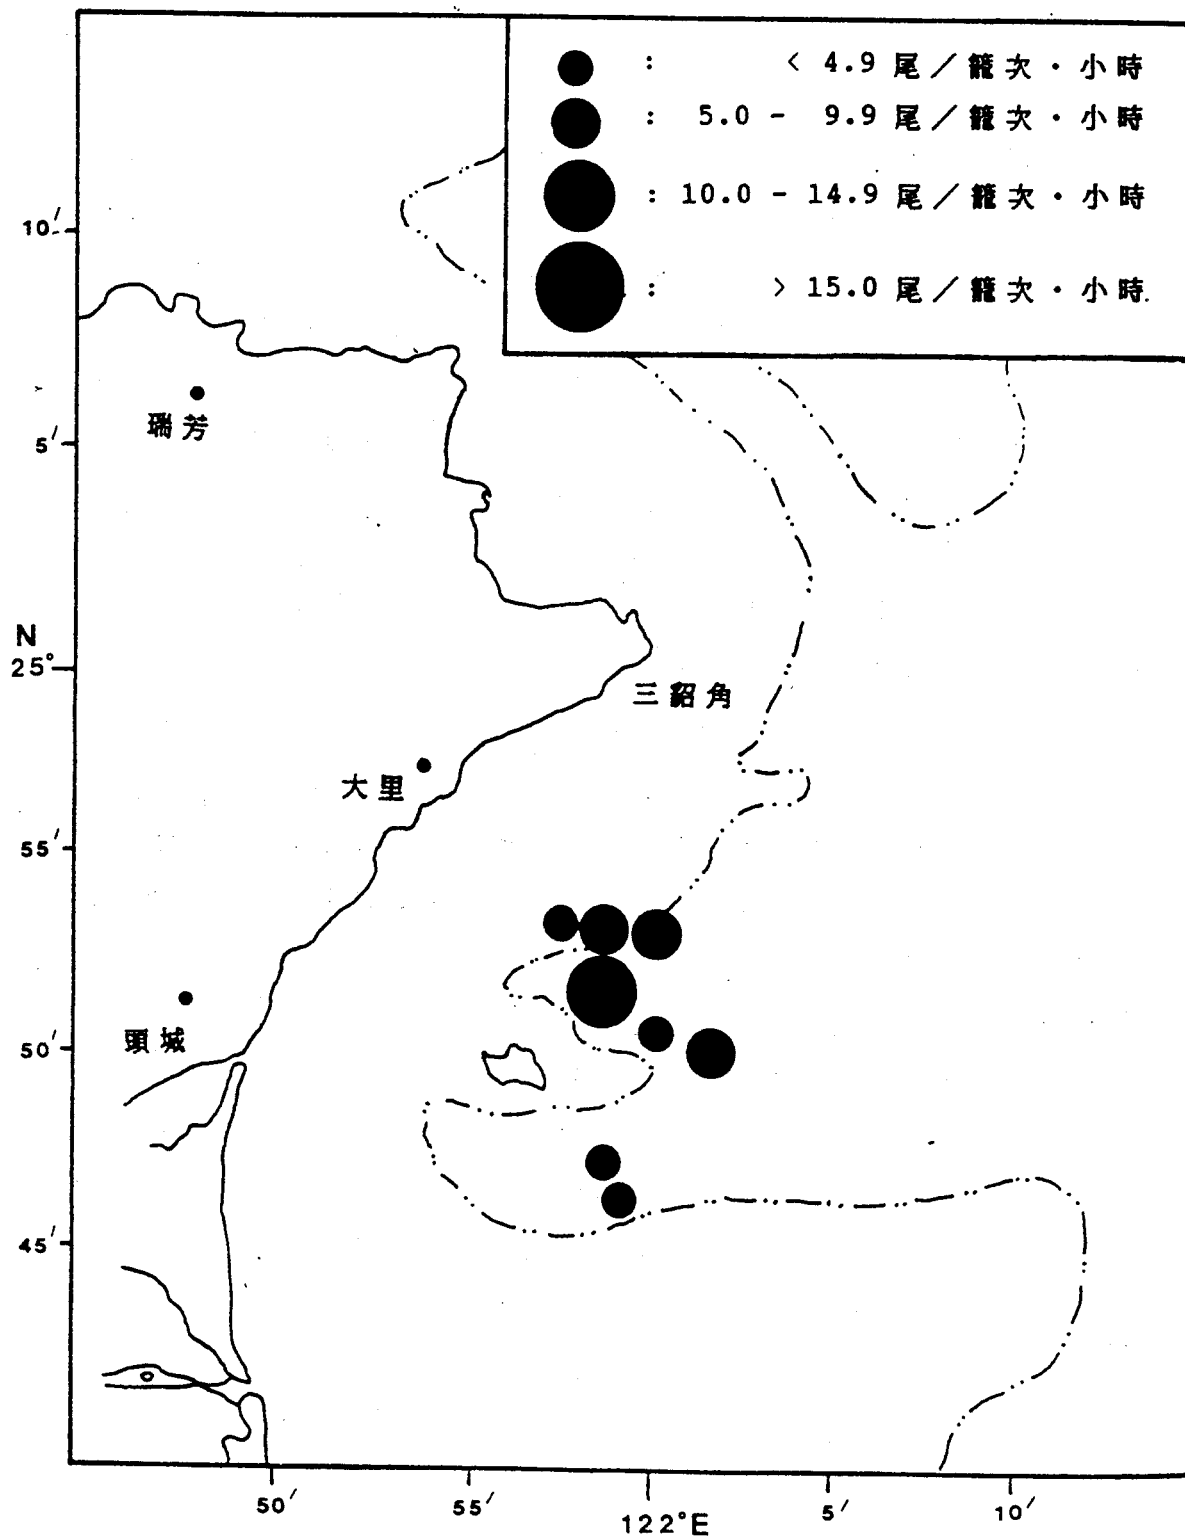 : < 4.9 尾／籠次・小時
: 5.0 - 9.9 尾／籠次・小時
: 10.0 - 14.9 尾／籠次・小時
: > 15.0 尾／籠次・小時
10′
瑞芳
5′
N
25°
三紹角
大里
55′
頭城
50′
45′
50′ 55′ 122°E 5′ 10′